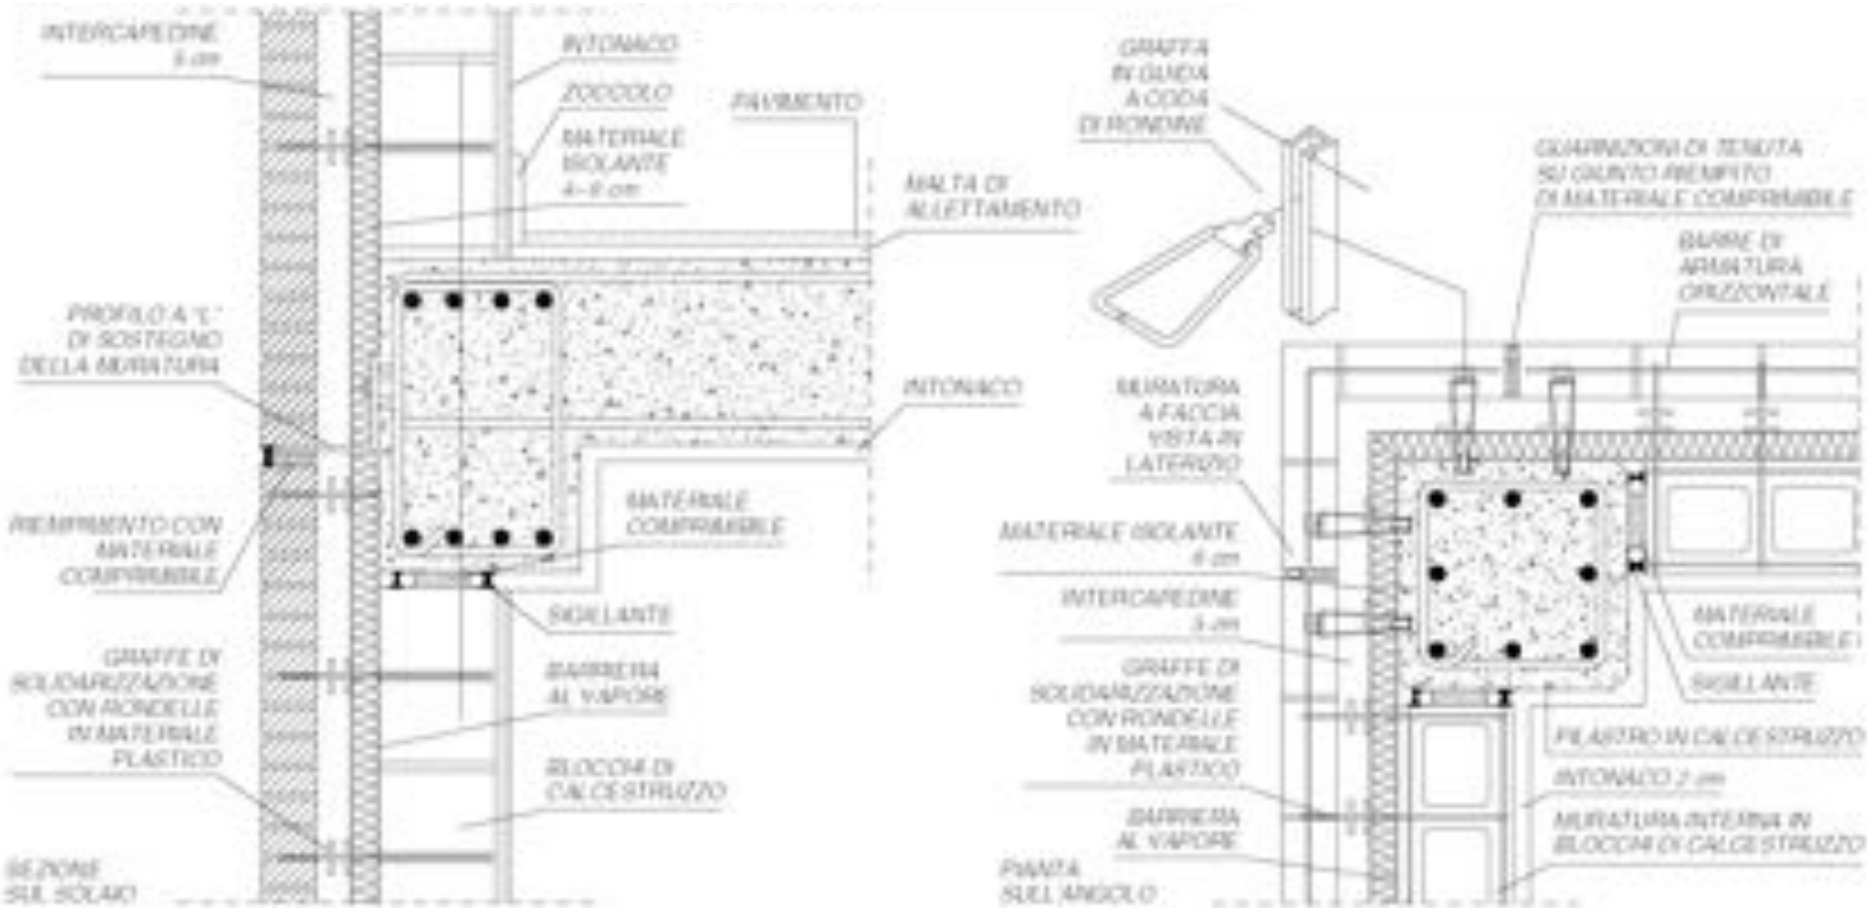 INTERCAPEDINE
5 cm
INTONACO
ZOCCOLO
MATERIALE
ISOLANTE
4-6 cm
PAVIMENTO
MALTA DI
ALLETTAMENTO
PROFILO A "L"
DI SOSTEGNO
DELLA MURATURA
INTONACO
RIEMPIMENTO CON
MATERIALE
COMPRIMIBILE
MATERIALE
COMPRIMIBILE
SIGILLANTE
GRAFFE DI
SOLIDARIZZAZIONE
CON RONDELLE
IN MATERIALE
PLASTICO
BARRIERA
AL VAPORE
BLOCCHI DI
CALCESTRUZZO
SEZIONE
SUL SOLAIO
GRAFFA
IN GUIDA
A CODA
DI RONDINE
GUARNIZIONI DI TENUTA
SU GIUNTO RIEMPITO
DI MATERIALE COMPRIMIBILE
BARRE DI
ARMATURA
ORIZZONTALE
MURATURA
A FACCIA
VISTA IN
LATERIZIO
MATERIALE ISOLANTE
6 cm
INTERCAPEDINE
5 cm
GRAFFE DI
SOLIDARIZZAZIONE
CON RONDELLE
IN MATERIALE
PLASTICO
BARRIERA
AL VAPORE
PIANTA
SULL'ANGOLO
MATERIALE
COMPRIMIBILE
SIGILLANTE
PILASTRO IN CALCESTRUZZO
INTONACO 2 cm
MURATURA INTERNA IN
BLOCCHI DI CALCESTRUZZO